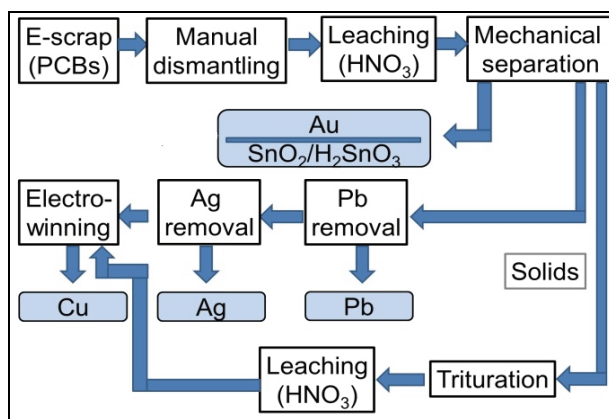 E-scrap
(PCBs)
Manual
dismantling
Leaching
(HNO₃)
Mechanical
separation
Au
SnO₂/H₂SnO₃
Electro-
winning
Ag
removal
Pb
removal
Solids
Cu
Ag
Pb
Leaching
(HNO₃)
Trituration